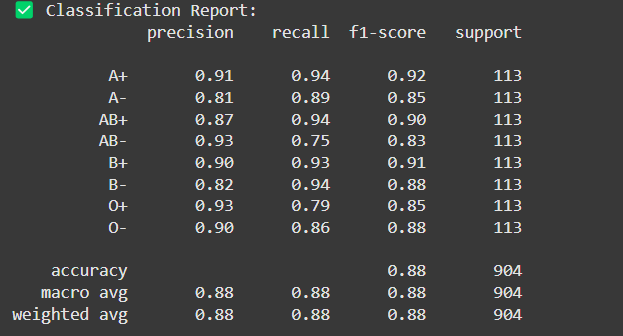 ✅ Classification Report:
precision recall f1-score support
A+ 0.91 0.94 0.92 113
A- 0.81 0.89 0.85 113
AB+ 0.87 0.94 0.90 113
AB- 0.93 0.75 0.83 113
B+ 0.90 0.93 0.91 113
B- 0.82 0.94 0.88 113
O+ 0.93 0.79 0.85 113
O- 0.90 0.86 0.88 113
accuracy 0.88 904
macro avg 0.88 0.88 0.88 904
weighted avg 0.88 0.88 0.88 904